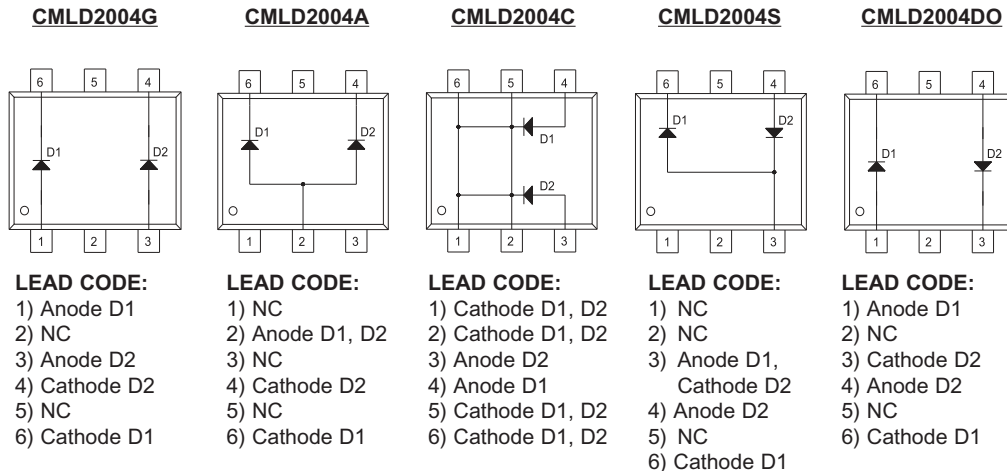 CMLD2004G
6 5 4
D1 D2
1 2 3
LEAD CODE:
1) Anode D1
2) NC
3) Anode D2
4) Cathode D2
5) NC
6) Cathode D1
CMLD2004A
6 5 4
D1 D2
1 2 3
LEAD CODE:
1) NC
2) Anode D1, D2
3) NC
4) Cathode D2
5) NC
6) Cathode D1
CMLD2004C
6 5 4
D1
D2
1 2 3
LEAD CODE:
1) Cathode D1, D2
2) Cathode D1, D2
3) Anode D2
4) Anode D1
5) Cathode D1, D2
6) Cathode D1, D2
CMLD2004S
6 5 4
D1 D2
1 2 3
LEAD CODE:
1) NC
2) NC
3) Anode D1,
Cathode D2
4) Anode D2
5) NC
6) Cathode D1
CMLD2004DO
6 5 4
D1 D2
1 2 3
LEAD CODE:
1) Anode D1
2) NC
3) Cathode D2
4) Anode D2
5) NC
6) Cathode D1